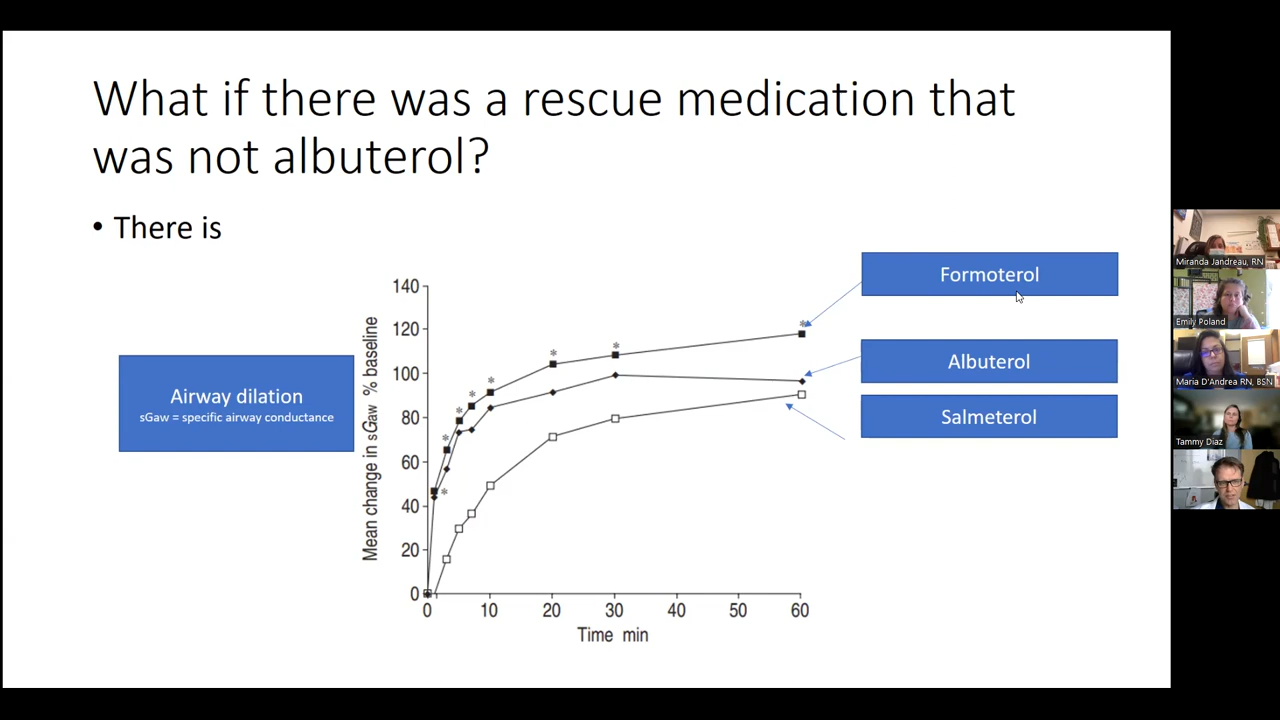 What if there was a rescue medication that
was not albuterol?
• There is
Airway dilation
sGaw = specific airway conductance
Mean change in sGaw % baseline
140
120
100
80
60
40
20
0
0 10 20 30 40 50 60
Time min
Formoterol
Albuterol
Salmeterol
* * * * * * * * *
Miranda Jandreau, RN
Emily Poland
Maria D'Andrea RN, BSN
Tammy Diaz